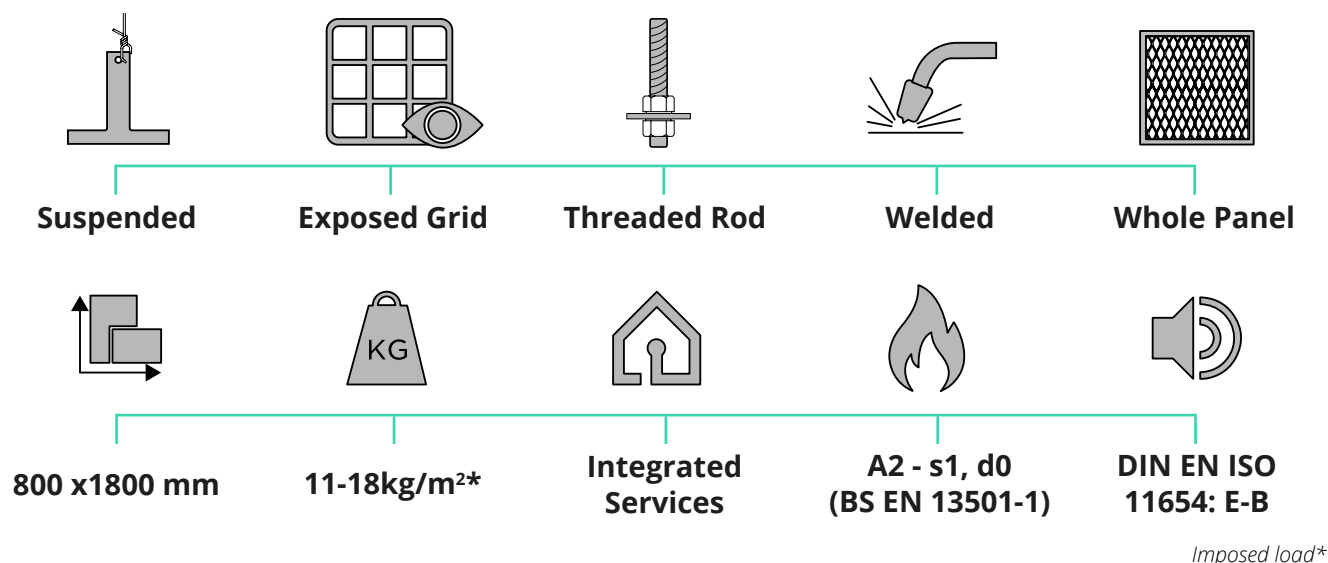 Suspended
Exposed Grid
Threaded Rod
Welded
Whole Panel
KG
800 x1800 mm
11-18kg/m²*
Integrated
Services
A2 - s1, d0
(BS EN 13501-1)
DIN EN ISO
11654: E-B
Imposed load*